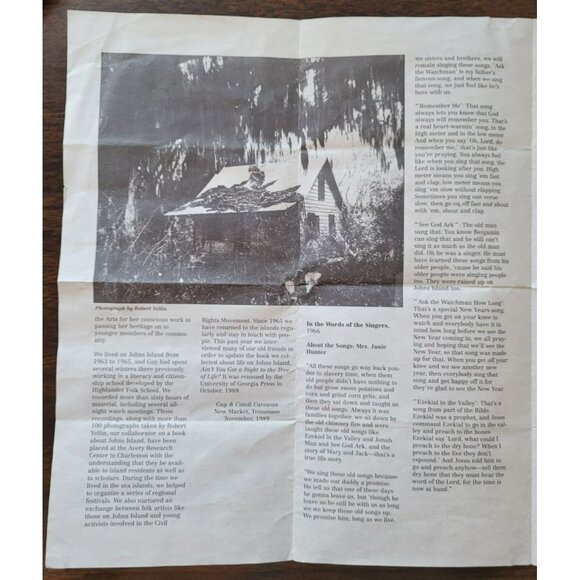 Photograph by Robert Yellin.
the Arts for her conscious work in
passing her heritage on to
younger members of the commu-
nity.
We lived on Johns Island from
1963 to 1965, and Guy had spent
several winters there previously
working in a literacy and citizen-
ship school developed by the
Highlander Folk School. We
recorded more than sixty hours of
material, including several all-
night watch meetings. Those
recordings, along with more than
100 photographs taken by Robert
Yellin, our collaborator on a book
about Johns Island, have been
placed at the Avery Research
Center in Charleston with the
understanding that they be avail-
able to island residents as well as
to scholars. During the time we
lived in the sea islands, we helped
to organize a series of regional
festivals. We also nurtured an
exchange between folk artists like
those on Johns Island and young
activists involved in the Civil
Rights Movement. Since 1965 we
have returned to the islands regu-
larly and stay in touch with peo-
ple. This past year we inter-
viewed many of our old friends in
order to update the book we col-
lected about life on Johns Island,
Ain't You Got a Right to the Tree
of Life? It was reissued by the
University of Georgia Press in
October, 1989.
Guy & Candi Carawan
New Market, Tennessee
November, 1989
In the Words of the Singers,
1966
About the Songs: Mrs. Janie
Hunter
"All these songs go way back yon-
der in slavery time, when them
old people didn't have nothing to
do but grow sweet potatoes and
corn and grind corn grits, and
then they sat down and taught us
these old songs. Always it was
families together, we sit down by
the old chimney fire and were
taught these old songs like
Ezekial in the Valley and Jonah
Man and See God Ark, and the
story of Mary and Jack—that's a
true life story.
"We sing these old songs because
we made our daddy a promise.
He tell us that one of these days
he gonna leave us, but 'though he
leave us he still be with us as long
we we keep these old songs up.
We promise him, long as we live,
we sisters and brothers, we will
remain singing these songs. 'Ask
the Watchman' is my father's
famous song, and when we sing
that song, we just feel like he's
here with us.
"'Remember Me': That song
always lets you know that God
always will remember you. That's
a real heart-warmin' song, in the
high meter and in the low meter.
And when you say 'Oh, Lord, do
remember me,' that's just like
you're praying. You always feel
like when you sing that song, the
Lord is looking after you. High
meter means you sing 'em fast
and clap; low meter means you
sing 'em slow without clapping.
Sometimes you sing one verse
slow, then go on off fast and shout
with 'em, shout and clap.
"'See God Ark'": The old man
sang that. You know Benjamin
can sing that and he still can't
sing it as much as the old man
did. Oh he was a singer. He must
have learned these songs from his
older people, 'cause he said his
older people were singing people
too. They were raised up on
Johns Island too.
"'Ask the Watchman How Long'.
That's a special New Years song.
When you get on your knee to
watch and everybody have it in
mind how long before we see the
New Year coming in, we all pray-
ing and hoping that we'll see the
New Year, so that song was made
up for that. When you get off your
knee and we see another new
year, then everybody sing that
song and get happy off it, for
they're glad to see the New Year.
"'Ezekial in the Valley': That's a
song from part of the Bible.
Ezekial was a prophet, and Jesus
command Ezekial to go in the val-
ley and preach to the bones.
Ezekial say 'Lord, what could I
preach to the dry bone? When I
preach to the live they don't
expound.' And Jesus told him to
go and preach anyhow—tell them
dry bone that they must hear the
word of the Lord, for the time is
now at hand."